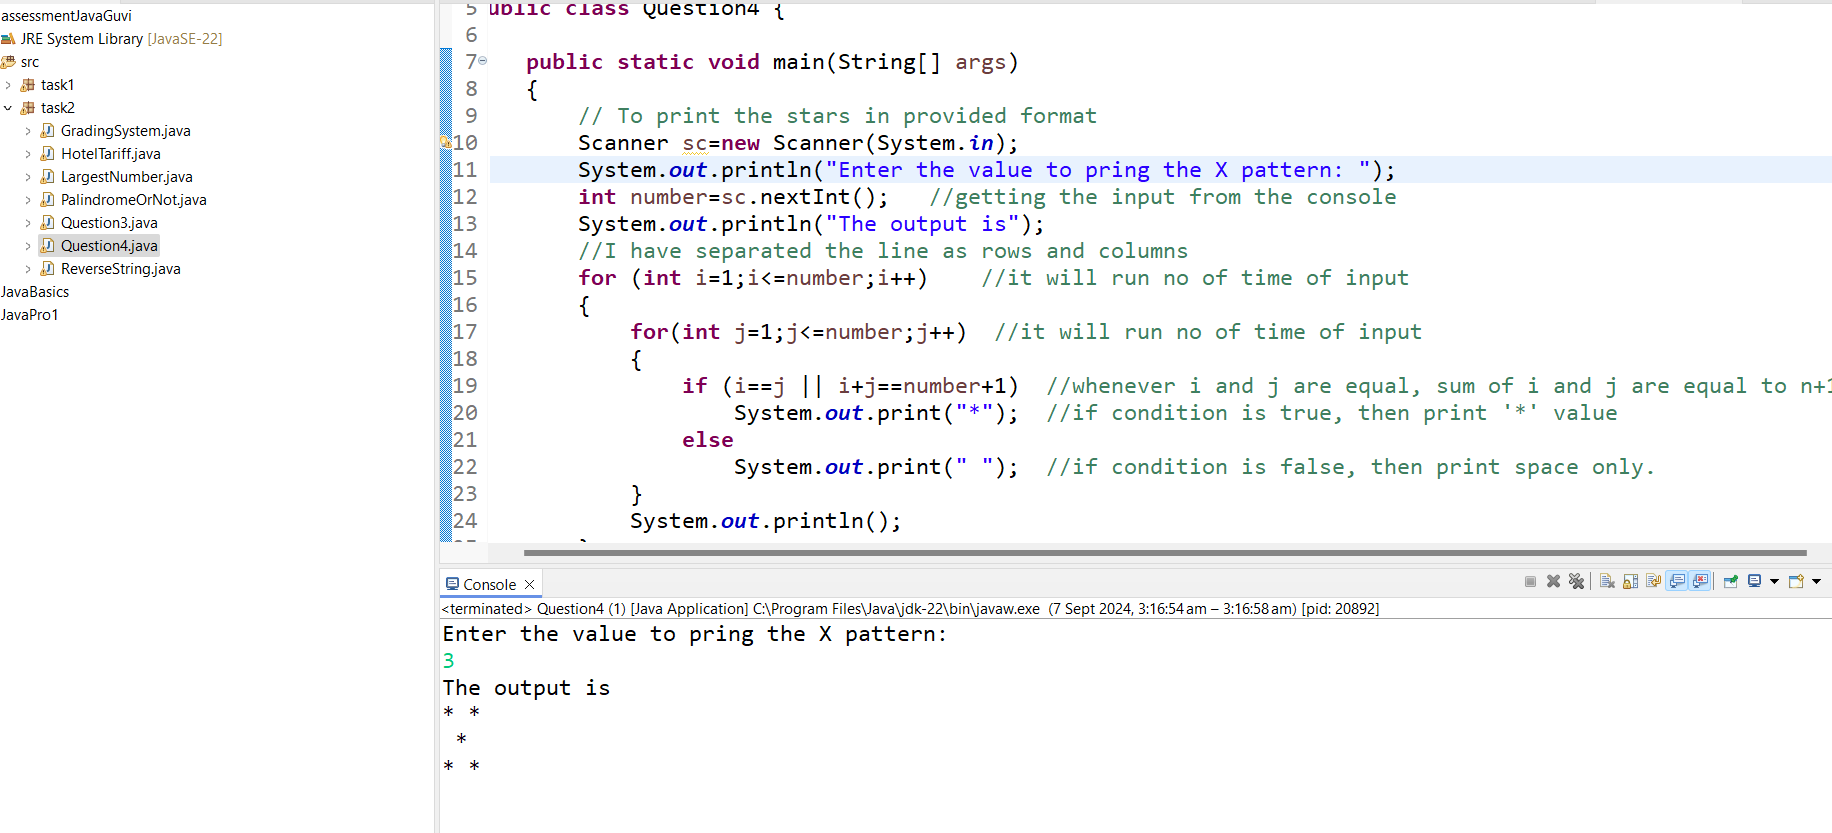 assessmentJavaGuvi
JRE System Library [JavaSE-22]
src
task1
task2
GradingSystem.java
HotelTariff.java
LargestNumber.java
PalindromeOrNot.java
Question3.java
Question4.java
ReverseString.java
JavaBasics
JavaPro1
5 ublic class Question4 {
6
7 public static void main(String[] args)
8 {
9 // To print the stars in provided format
10 Scanner sc=new Scanner(System.in);
11 System.out.println("Enter the value to pring the X pattern: ");
12 int number=sc.nextInt(); //getting the input from the console
13 System.out.println("The output is");
14 //I have separated the line as rows and columns
15 for (int i=1;i<=number;i++) //it will run no of time of input
16 {
17 for(int j=1;j<=number;j++) //it will run no of time of input
18 {
19 if (i==j || i+j==number+1) //whenever i and j are equal, sum of i and j are equal to n+1
20 System.out.print("*"); //if condition is true, then print '*' value
21 else
22 System.out.print(" "); //if condition is false, then print space only.
23 }
24 System.out.println();
Console
<terminated> Question4 (1) [Java Application] C:\Program Files\Java\jdk-22\bin\javaw.exe (7 Sept 2024, 3:16:54 am – 3:16:58 am) [pid: 20892]
Enter the value to pring the X pattern:
3
The output is
* *
 *
* *